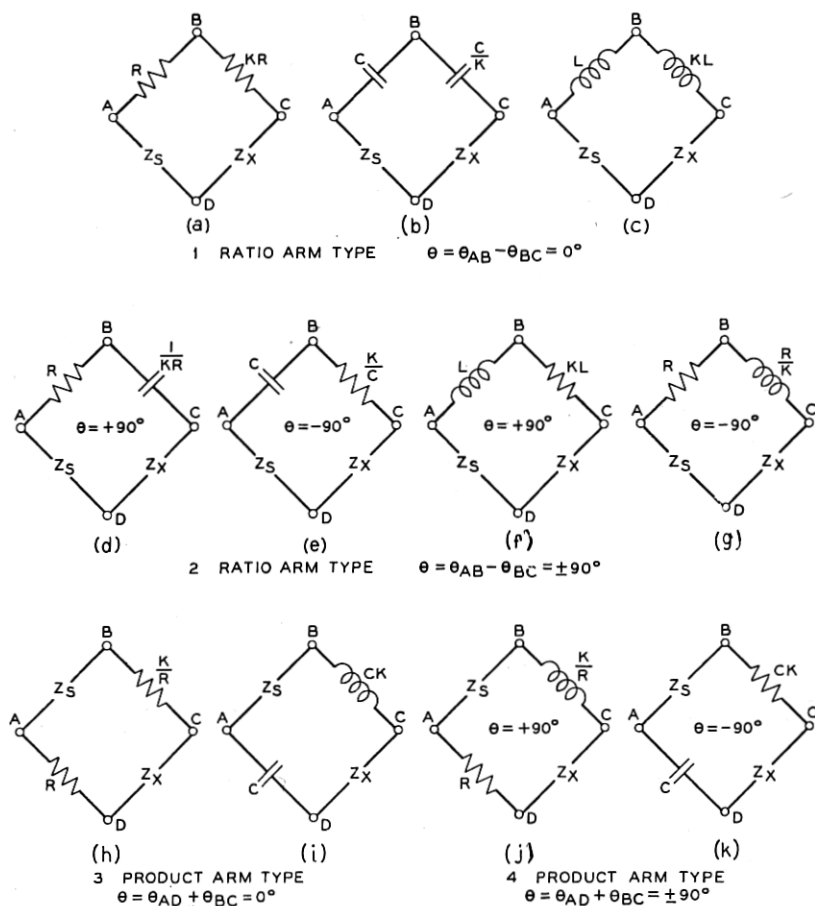 B B B
R KR C C/K L KL
A C A C A C
ZS ZX ZS ZX ZS ZX
D D D
(a) (b) (c)
1 RATIO ARM TYPE θ = θAB − θBC = 0°
B B B B
R 1/KR C K/C L KL R R/K
A C A C A C A C
θ = +90° θ = −90° θ = +90° θ = −90°
ZS ZX ZS ZX ZS ZX ZS ZX
D D D D
(d) (e) (f) (g)
2 RATIO ARM TYPE θ = θAB − θBC = ±90°
B B B B
ZS K/R ZS CK ZS K/R ZS CK
A C A C A C A C
θ = +90° θ = −90°
R ZX C ZX R ZX C ZX
D D D D
(h) (i) (j) (k)
3 PRODUCT ARM TYPE 4 PRODUCT ARM TYPE
θ = θAD + θBC = 0° θ = θAD + θBC = ±90°